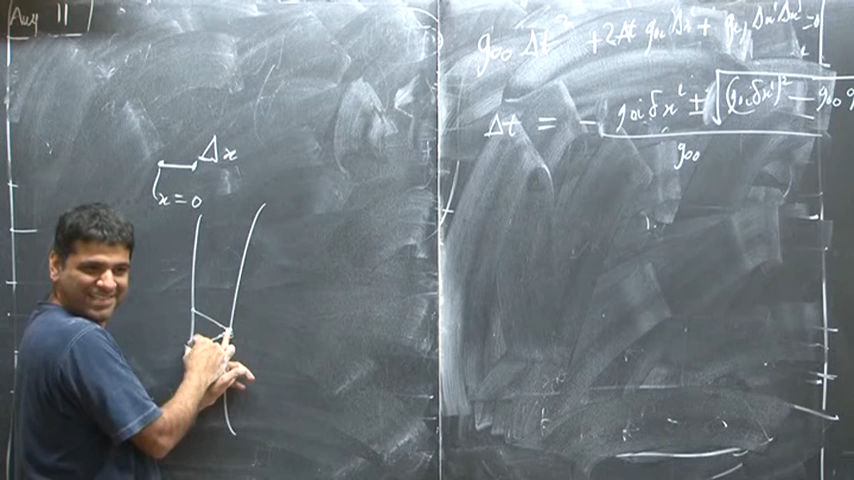 Aug 11
Δx
x = 0
g₀₀ Δt² + 2Δt g₀ᵢ Δxⁱ + gᵢⱼ Δxⁱ Δxʲ = 0
Δt = - g₀ᵢ δxⁱ ± √(g₀ᵢ δxⁱ)² - g₀₀ g
g₀₀